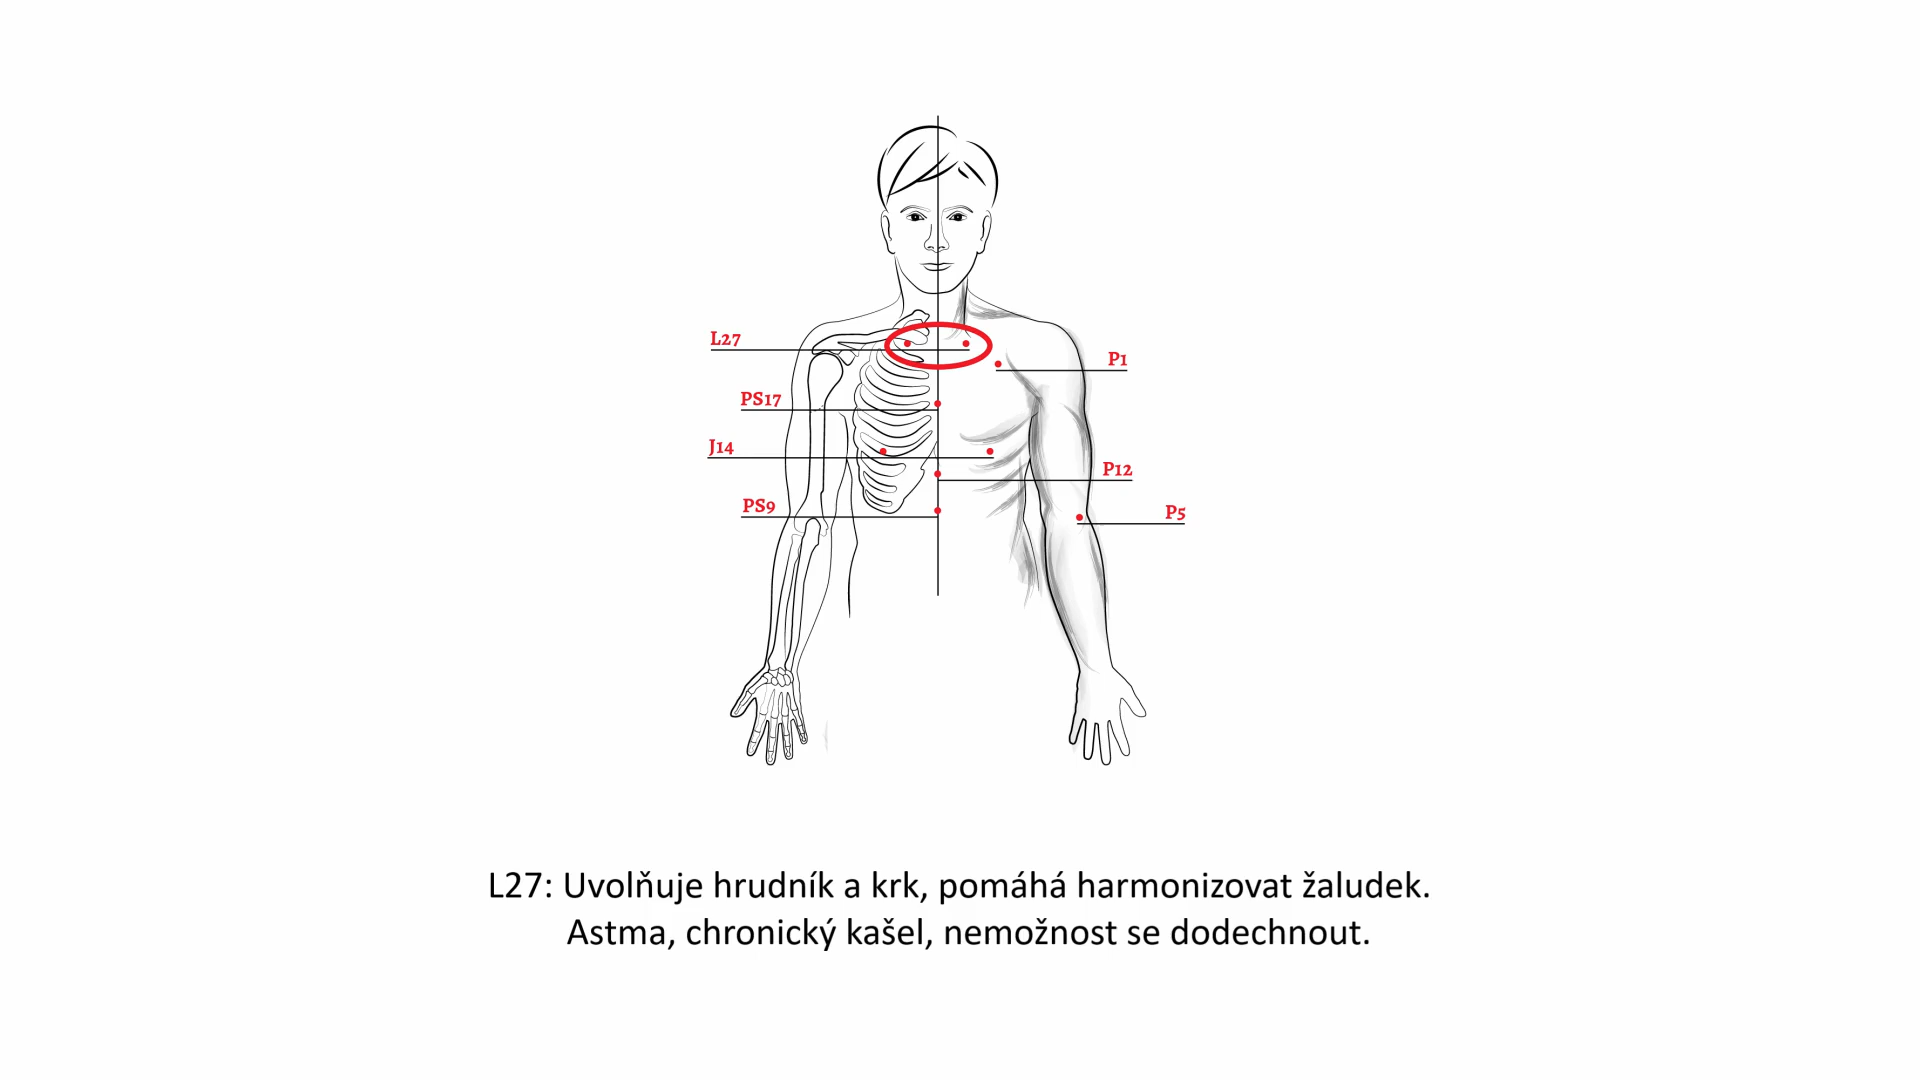 L27
P1
PS17
J14
P12
PS9
P5
L27: Uvolňuje hrudník a krk, pomáhá harmonizovat žaludek.
Astma, chronický kašel, nemožnost se dodechnout.